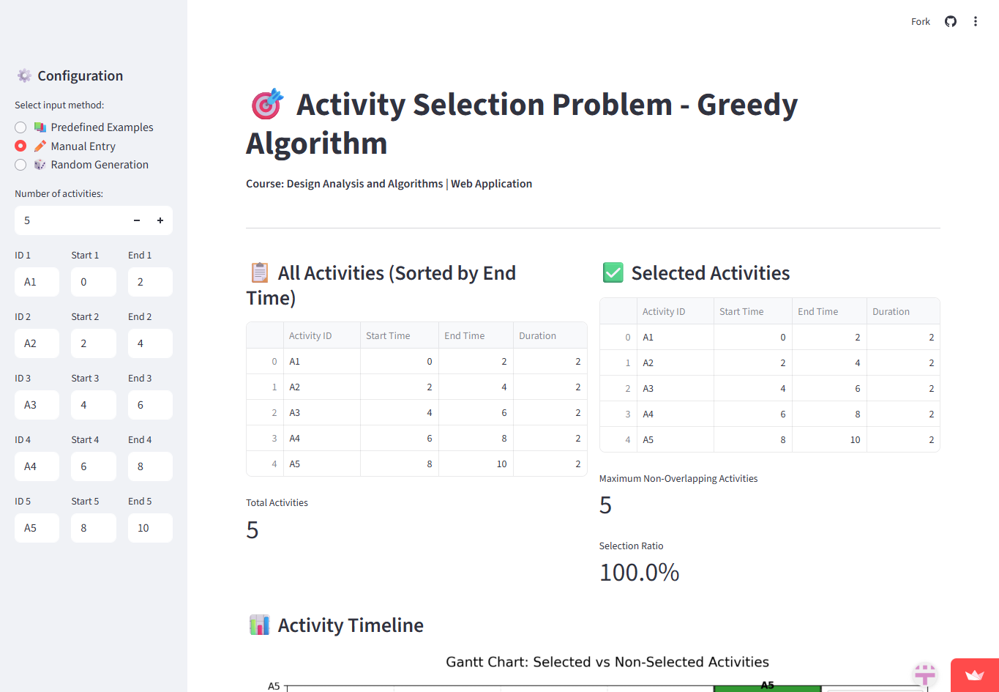 Fork
Configuration
Select input method:
Predefined Examples
Manual Entry
Random Generation
Number of activities:
5
ID 1 Start 1 End 1
A1 0 2
ID 2 Start 2 End 2
A2 2 4
ID 3 Start 3 End 3
A3 4 6
ID 4 Start 4 End 4
A4 6 8
ID 5 Start 5 End 5
A5 8 10
Activity Selection Problem - Greedy
Algorithm
Course: Design Analysis and Algorithms | Web Application
All Activities (Sorted by End
Time)
Activity ID Start Time End Time Duration
0 A1 0 2 2
1 A2 2 4 2
2 A3 4 6 2
3 A4 6 8 2
4 A5 8 10 2
Total Activities
5
Selected Activities
Activity ID Start Time End Time Duration
0 A1 0 2 2
1 A2 2 4 2
2 A3 4 6 2
3 A4 6 8 2
4 A5 8 10 2
Maximum Non-Overlapping Activities
5
Selection Ratio
100.0%
Activity Timeline
Gantt Chart: Selected vs Non-Selected Activities
A5
A5